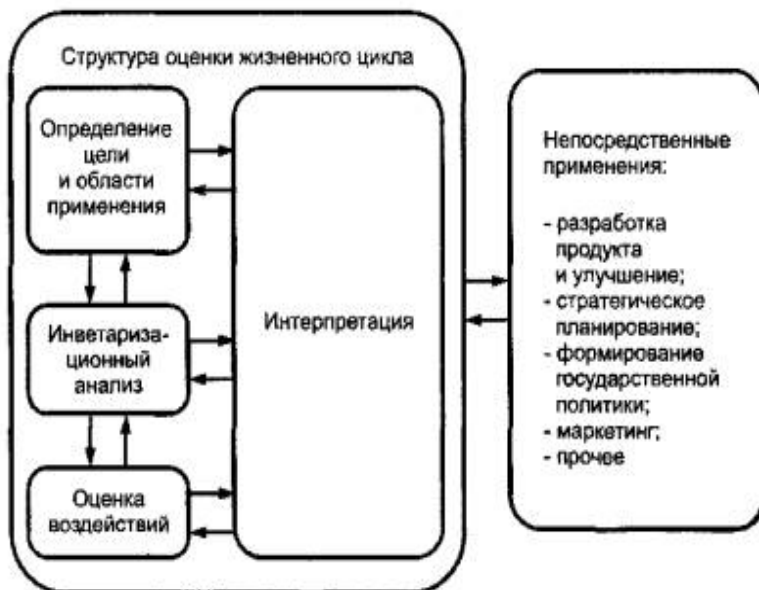 Структура оценки жизненного цикла
Определение
цели
и области
применения
Инветариза-
ционный
анализ
Оценка
воздействий
Интерпретация
Непосредственные
применения:
- разработка
продукта
и улучшение;
- стратегическое
планирование;
- формирование
государственной
политики;
- маркетинг;
- прочее